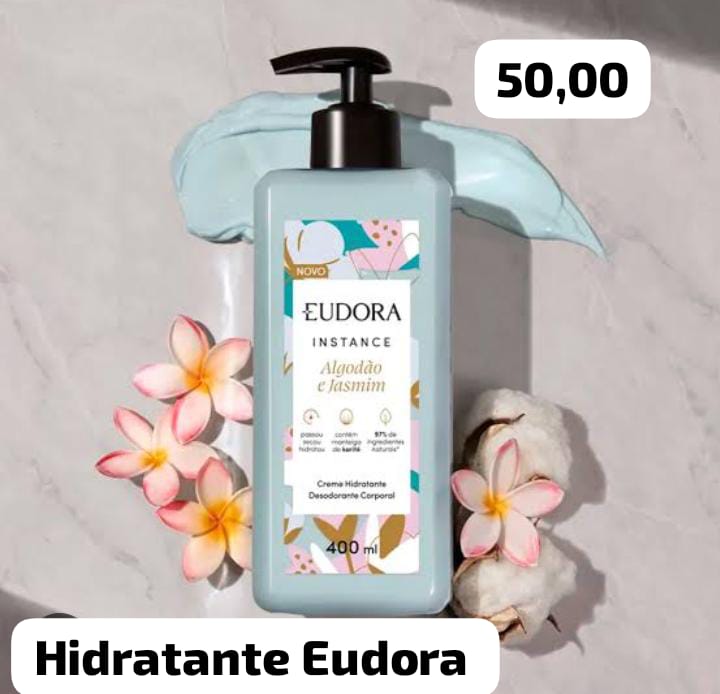 50,00
NOVO
EUDORA
INSTANCE
Algodão
e Jasmim
passou
secou
hidratou
contém
manteiga
de karité
97% de
ingredientes
naturais*
Creme Hidratante
Desodorante Corporal
400 ml
Hidratante Eudora